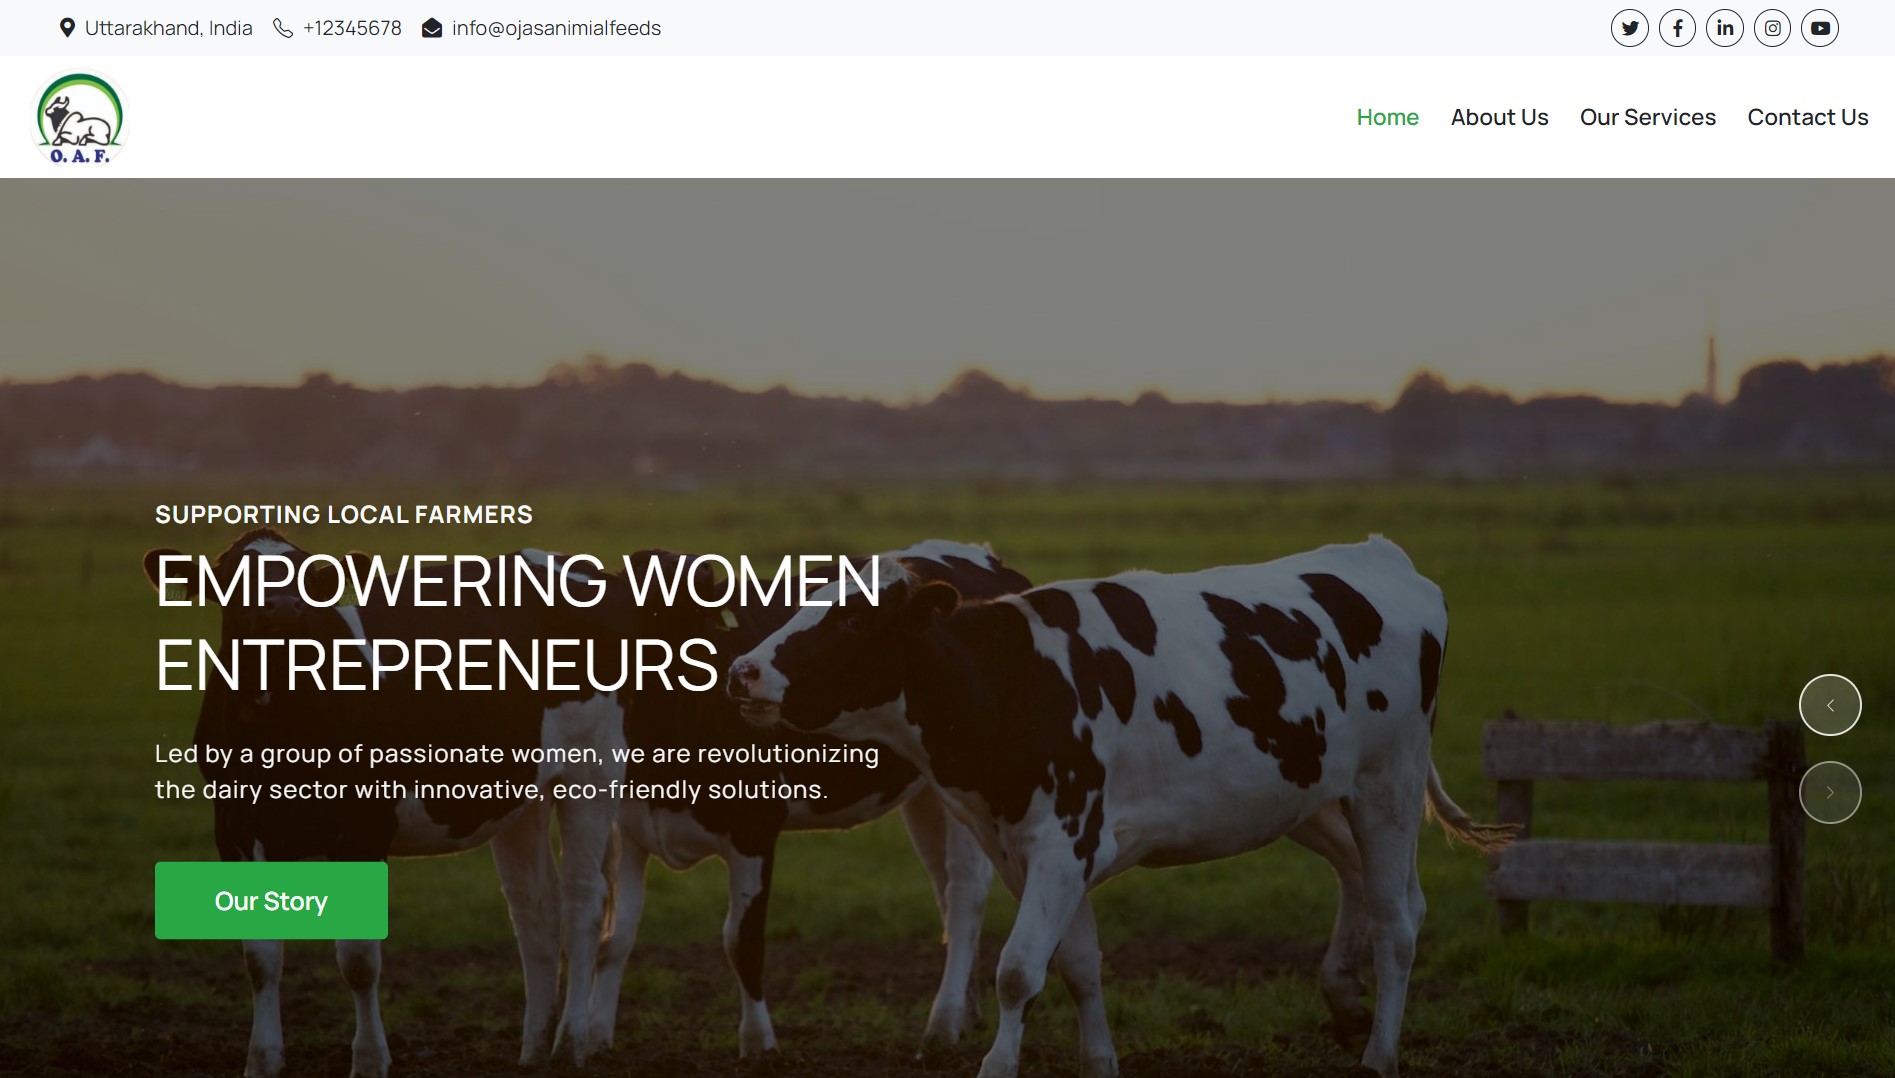 Uttarakhand, India +12345678 info@ojasanimialfeeds
O. A. F.
Home About Us Our Services Contact Us
SUPPORTING LOCAL FARMERS
EMPOWERING WOMEN
ENTREPRENEURS
Led by a group of passionate women, we are revolutionizing
the dairy sector with innovative, eco-friendly solutions.
Our Story